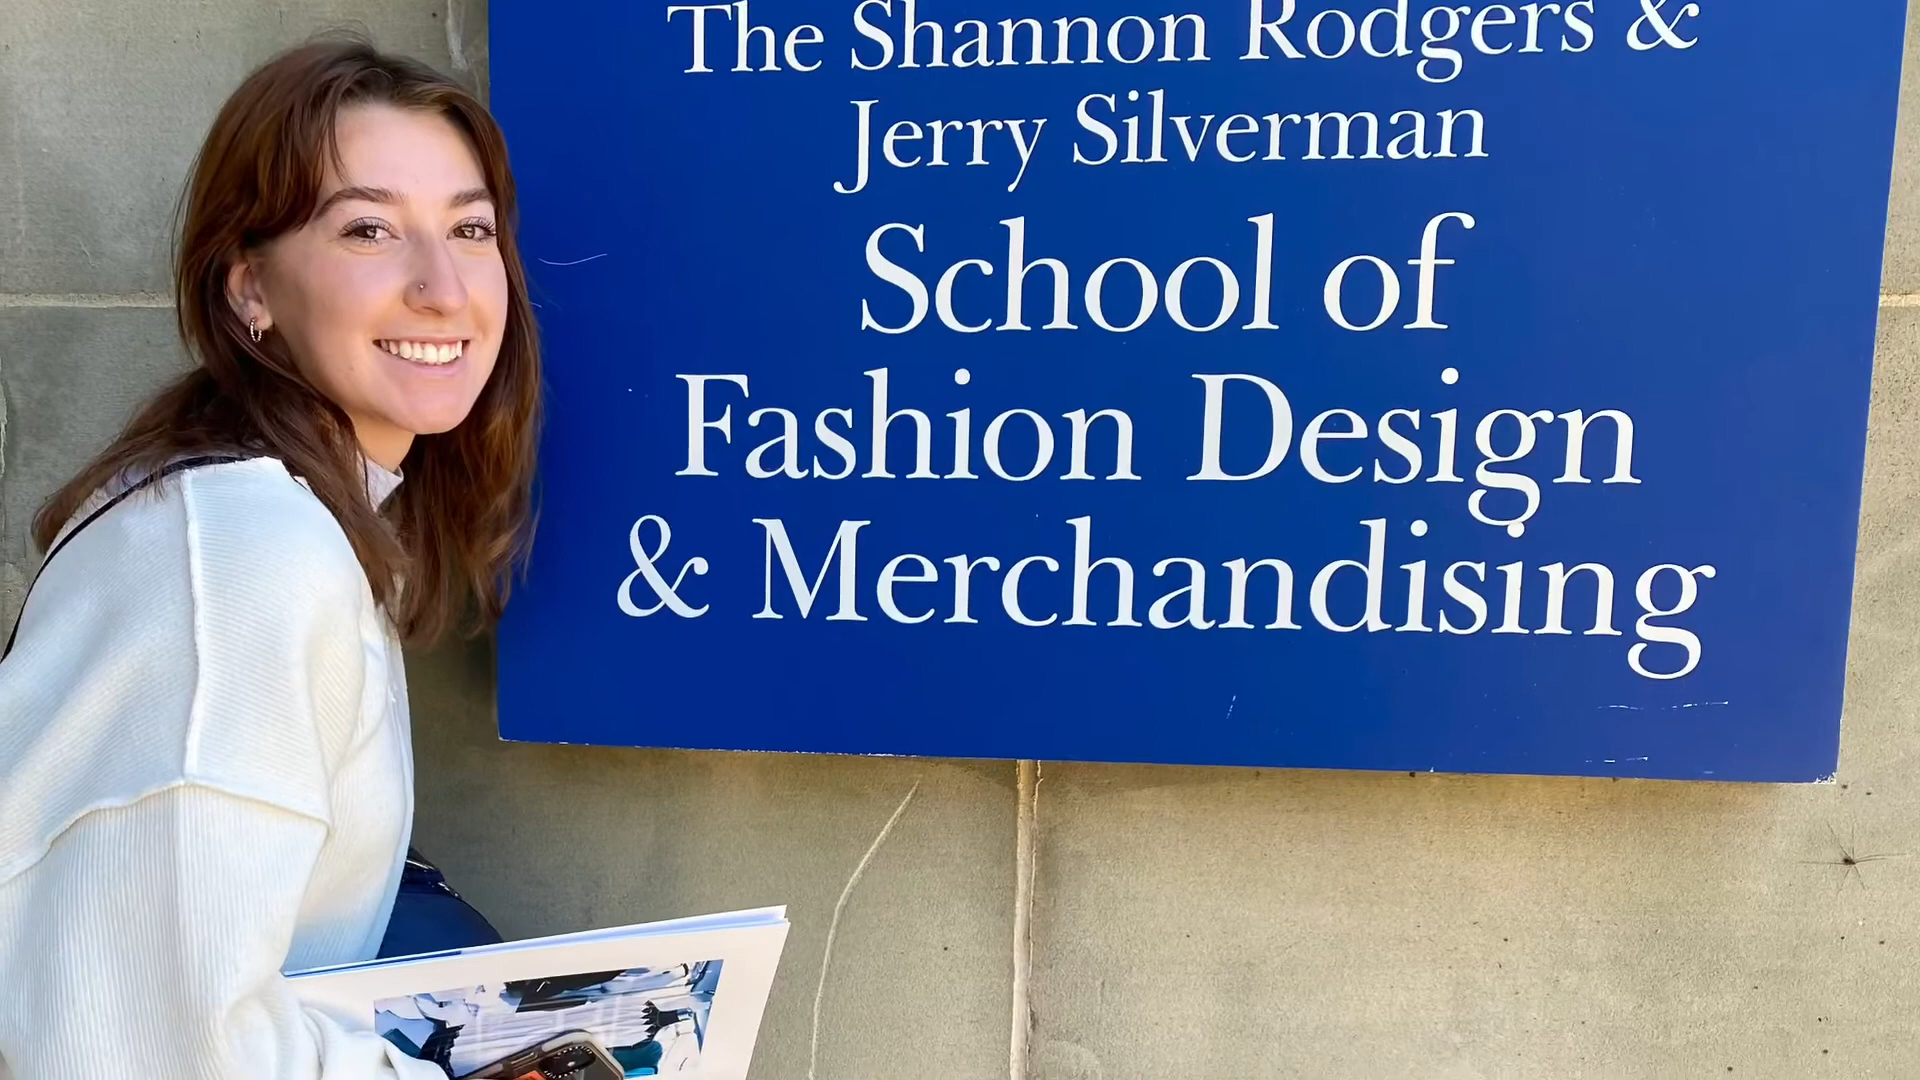 The Shannon Rodgers &
Jerry Silverman
School of
Fashion Design
& Merchandising